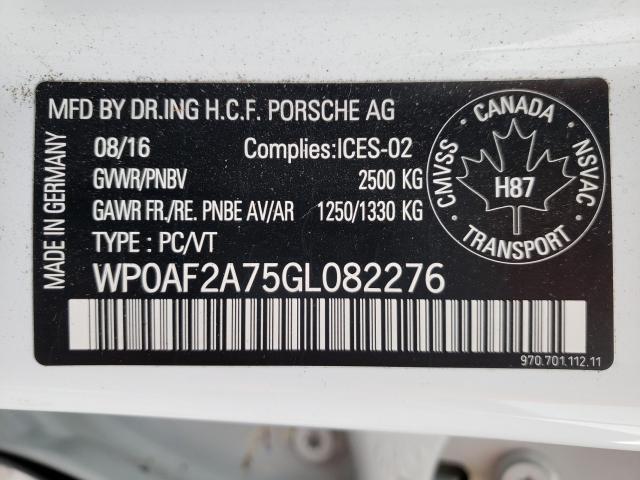 MFD BY DR.ING H.C.F. PORSCHE AG
08/16 Complies:ICES-02
GVWR/PNBV 2500 KG
GAWR FR./RE. PNBE AV/AR 1250/1330 KG
TYPE : PC/VT
WP0AF2A75GL082276
MADE IN GERMANY
CANADA
CMVSS
NSVAC
H87
TRANSPORT
970.701.112.11